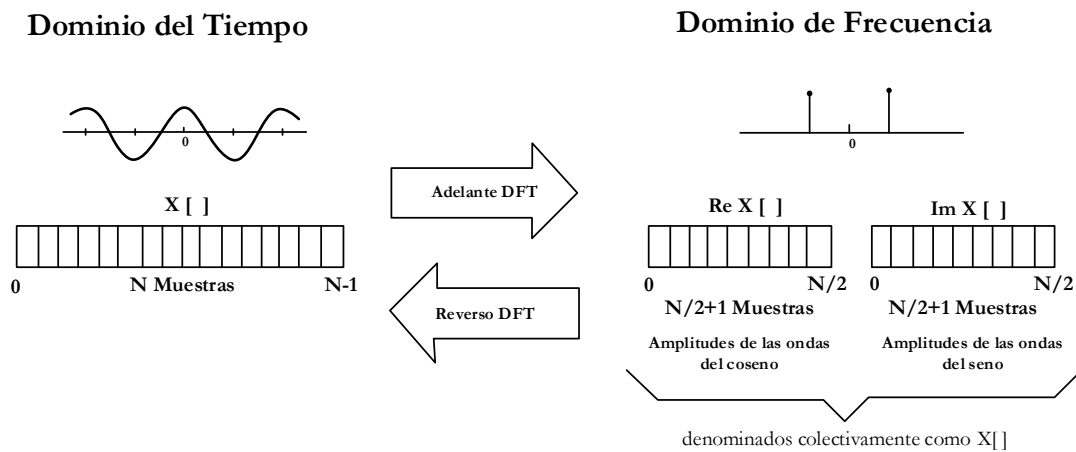 Dominio del Tiempo
Dominio de Frecuencia
0
0
Adelante DFT
X [ ]
Re X [ ]
Im X [ ]
0
N Muestras
N-1
0
N/2
0
N/2
N/2+1 Muestras
N/2+1 Muestras
Reverso DFT
Amplitudes de las ondas
del coseno
Amplitudes de las ondas
del seno
denominados colectivamente como X[ ]